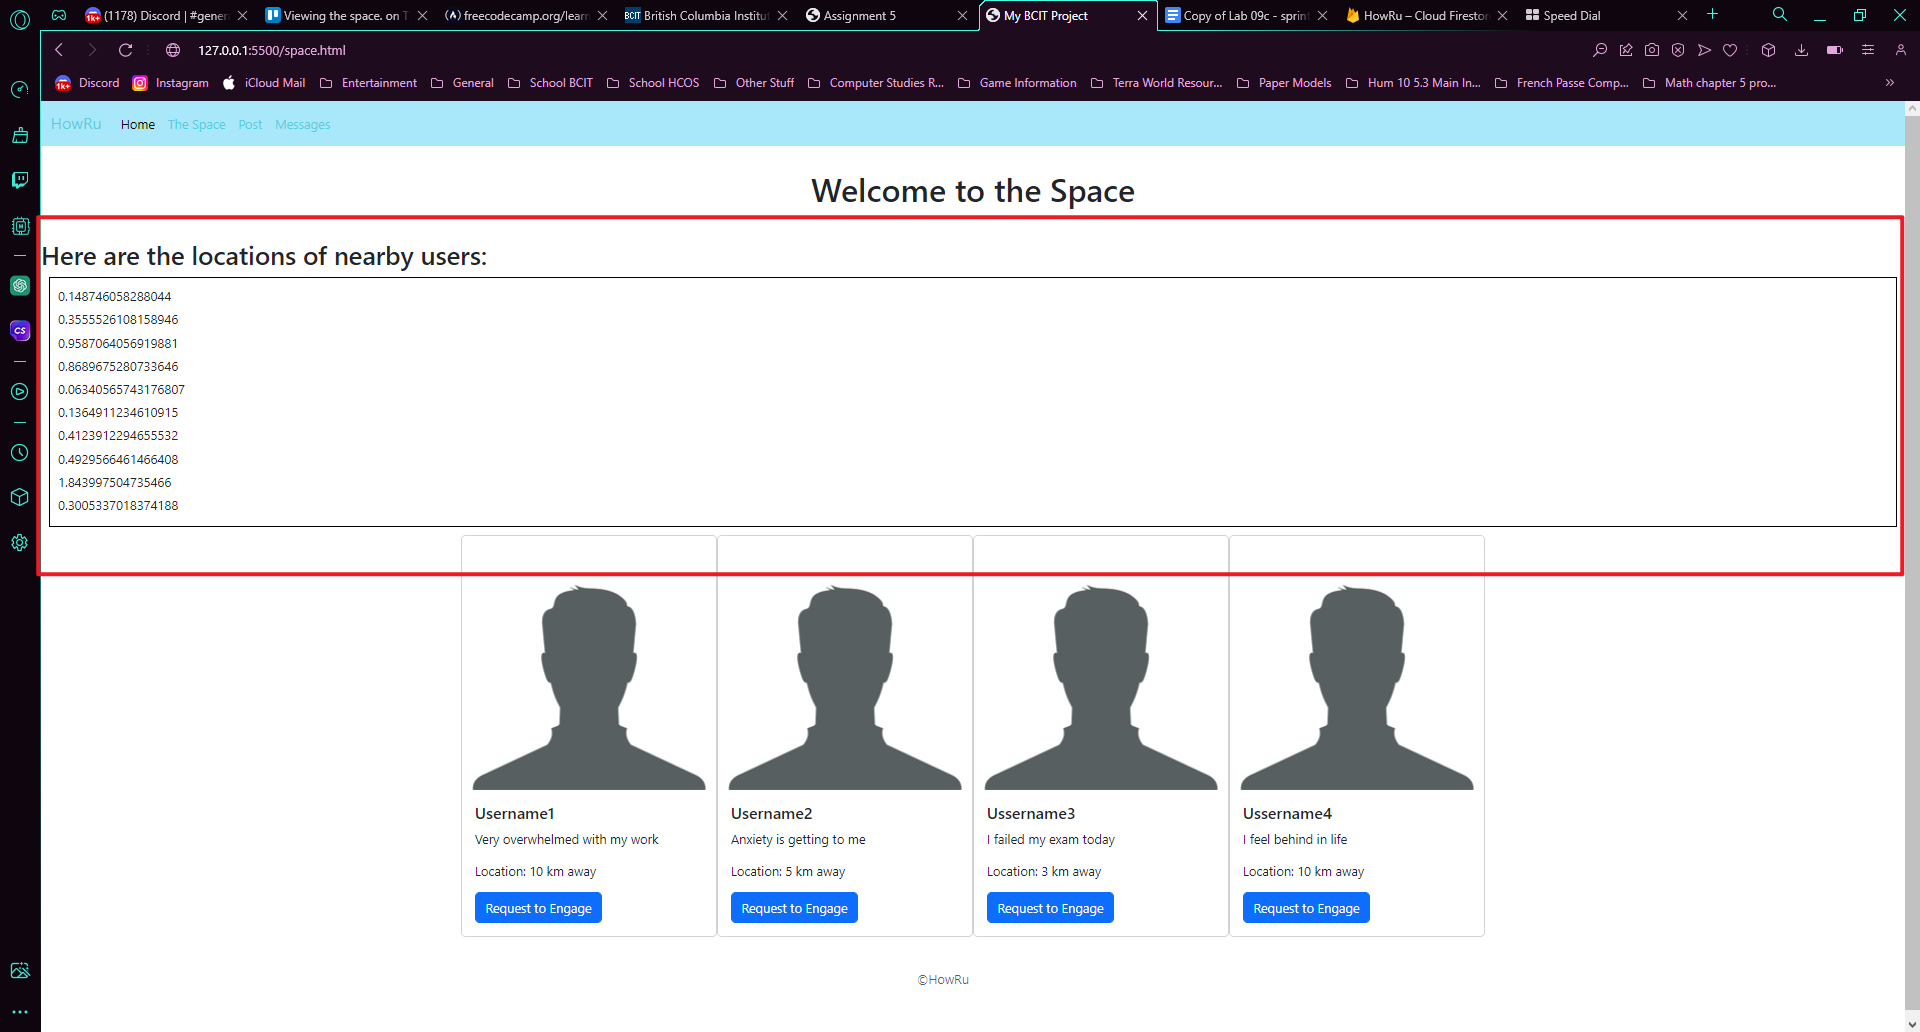 (1178) Discord | #gener
Viewing the space. on T
freecodecamp.org/learn
British Columbia Institut
Assignment 5
My BCIT Project
Copy of Lab 09c - sprin
HowRu – Cloud Firestor
Speed Dial
127.0.0.1:5500/space.html
Discord Instagram iCloud Mail Entertainment General School BCIT School HCOS Other Stuff Computer Studies R... Game Information Terra World Resour... Paper Models Hum 10 5.3 Main In... French Passe Comp... Math chapter 5 pro...
HowRu Home The Space Post Messages
Welcome to the Space
Here are the locations of nearby users:
0.148746058288044
0.3555526108158946
0.9587064056919881
0.8689675280733646
0.06340565743176807
0.1364911234610915
0.4123912294655532
0.4929566461466408
1.843997504735466
0.3005337018374188
Username1
Very overwhelmed with my work
Location: 10 km away
Request to Engage
Username2
Anxiety is getting to me
Location: 5 km away
Request to Engage
Ussername3
I failed my exam today
Location: 3 km away
Request to Engage
Ussername4
I feel behind in life
Location: 10 km away
Request to Engage
©HowRu